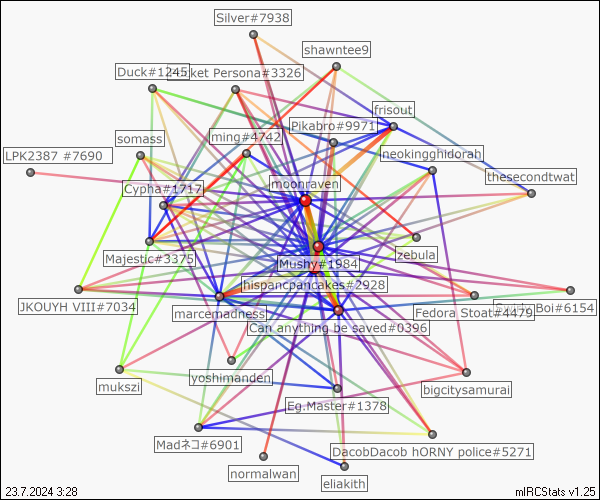 Silver#7938
shawntee9
Duck#1245
ket Persona#3326
frisout
Pikabro#9971
ming#4742
somass
neokingghidorah
LPK2387 #7690
moonraven
Cypha#1717
thesecondtwat
zebula
Majestic#3375
Mushy#1984
hispancpancakes#2928
JKOUYH VIII#7034
marcemadness
Fedora Stoat#4479
Boi#6154
Can anything be saved#0396
yoshimanden
mukszi
bigcitysamurai
Eg.Master#1378
Madネコ#6901
DacobDacob hORNY police#5271
normalwan
eliakith
23.7.2024 3:28
mIRCStats v1.25